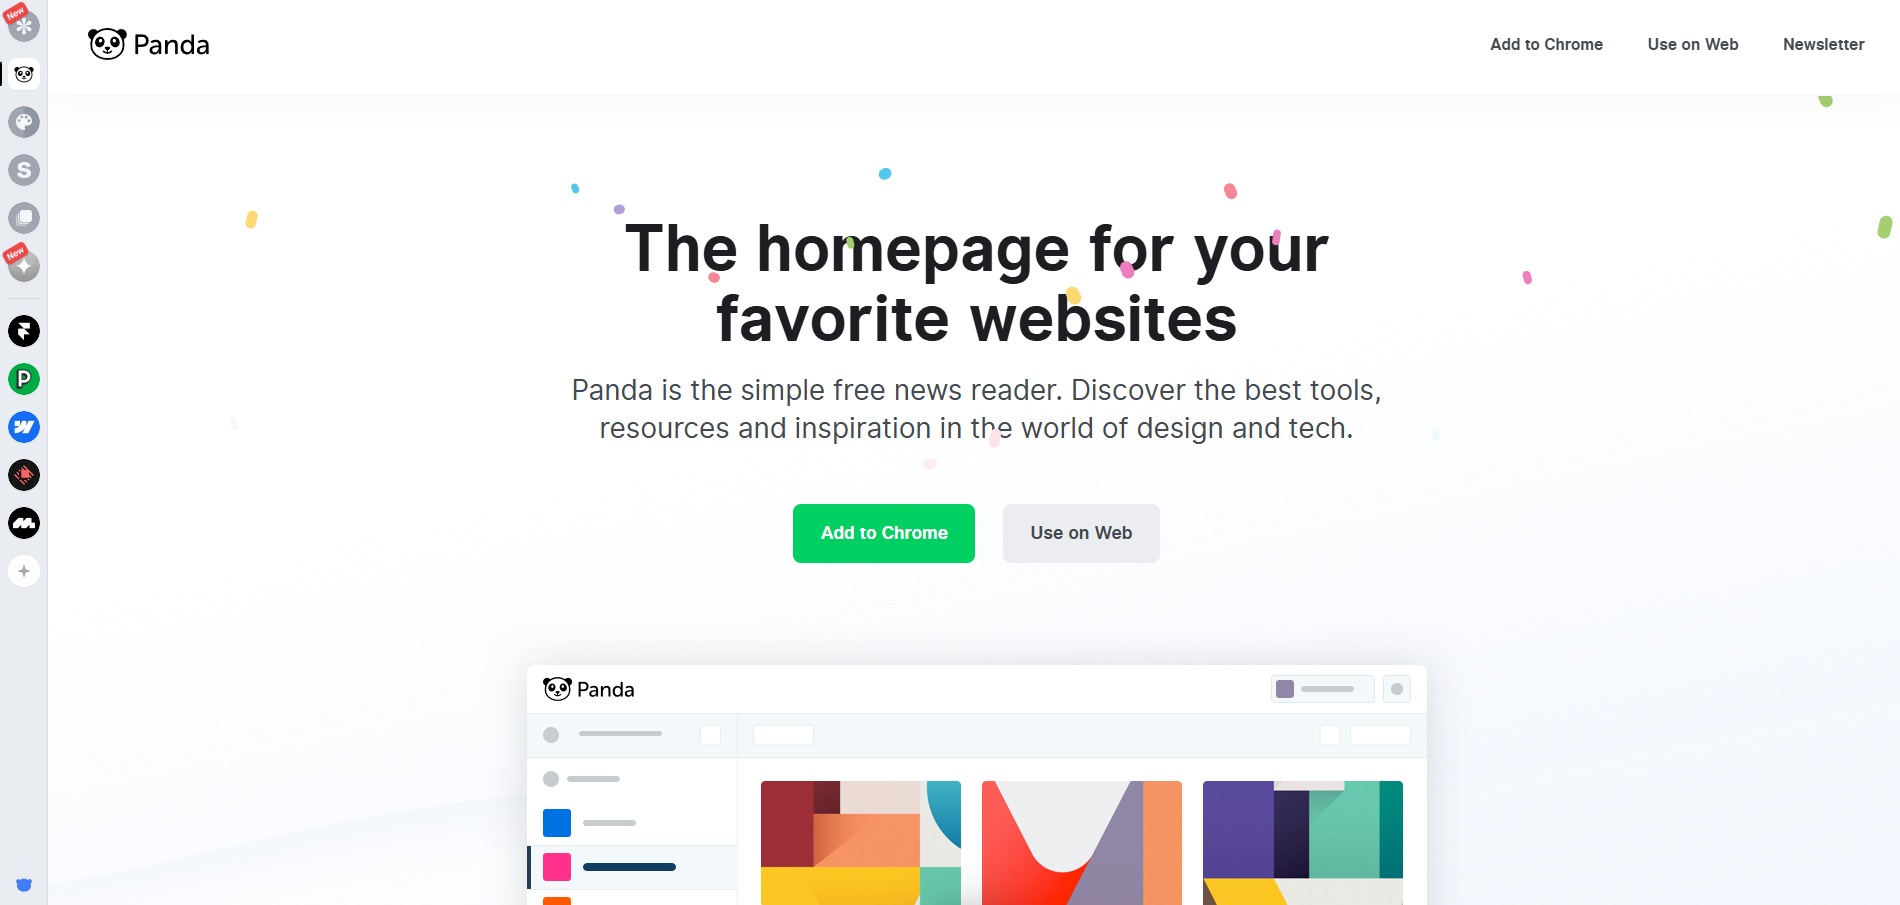 New
Panda
Add to Chrome
Use on Web
Newsletter
S
New
The homepage for your
favorite websites
Panda is the simple free news reader. Discover the best tools,
resources and inspiration in the world of design and tech.
P
Add to Chrome
Use on Web
Panda